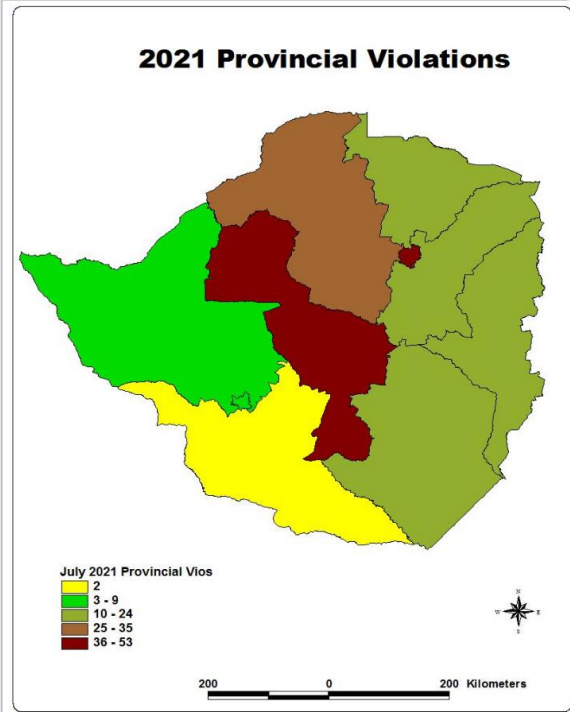 2021 Provincial Violations
July 2021 Provincial Vios
2
3 - 9
10 - 24
25 - 35
36 - 53
N
W E
S
200 0 200 Kilometers